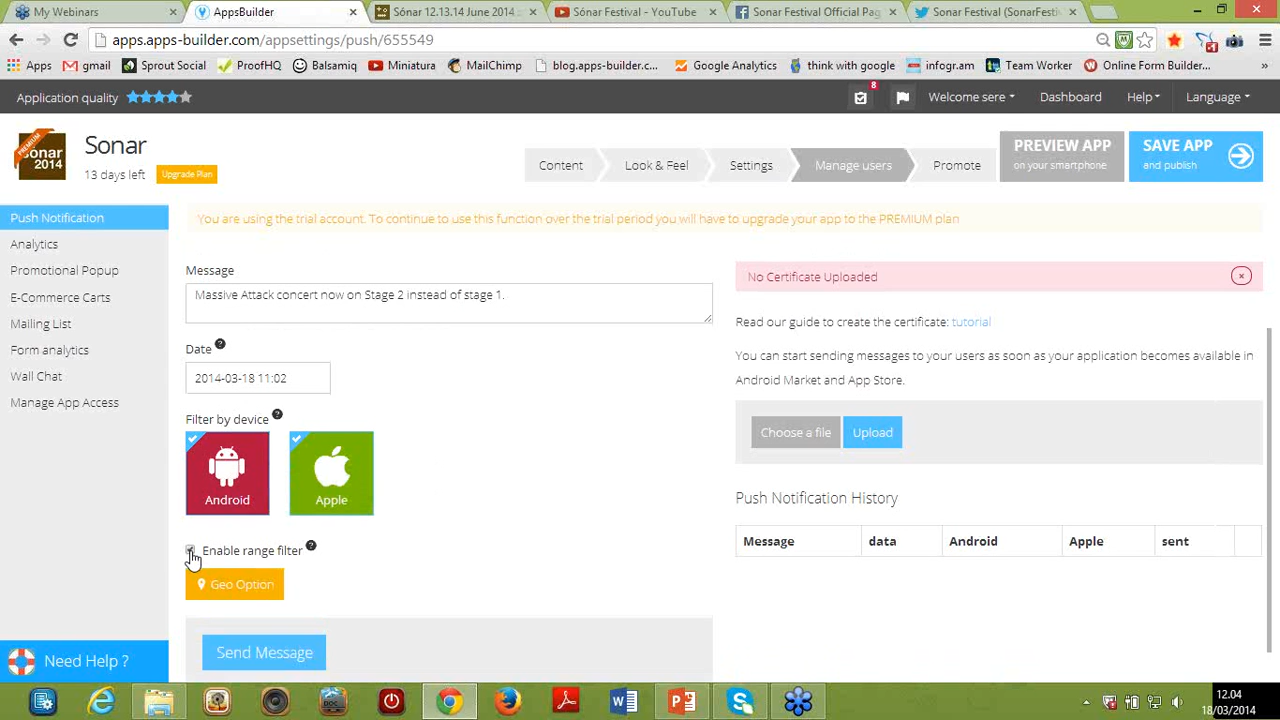 My Webinars
AppsBuilder
Sónar 12.13.14 June 2014.
Sónar Festival - YouTube
Sonar Festival Official Pag
Sonar Festival (SonarFesti
apps.apps-builder.com/appsettings/push/655549
Apps
gmail
Sprout Social
ProofHQ
Balsamiq
Miniatura
MailChimp
blog.apps-builder.c...
Google Analytics
think with google
infogr.am
Team Worker
Online Form Builder...
Application quality
8
Welcome sere
Dashboard
Help
Language
PREMIUM
sonar
2014
Sonar
13 days left
Upgrade Plan
Content
Look & Feel
Settings
Manage users
Promote
PREVIEW APP
on your smartphone
SAVE APP
and publish
Push Notification
Analytics
Promotional Popup
E-Commerce Carts
Mailing List
Form analytics
Wall Chat
Manage App Access
Need Help ?
You are using the trial account. To continue to use this function over the trial period you will have to upgrade your app to the PREMIUM plan
Message
Massive Attack concert now on Stage 2 instead of stage 1.
Date
2014-03-18 11:02
Filter by device
Android
Apple
Enable range filter
Geo Option
Send Message
No Certificate Uploaded
Read our guide to create the certificate: tutorial
You can start sending messages to your users as soon as your application becomes available in
Android Market and App Store.
Choose a file
Upload
Push Notification History
Message
data
Android
Apple
sent
DOC
12.04
18/03/2014